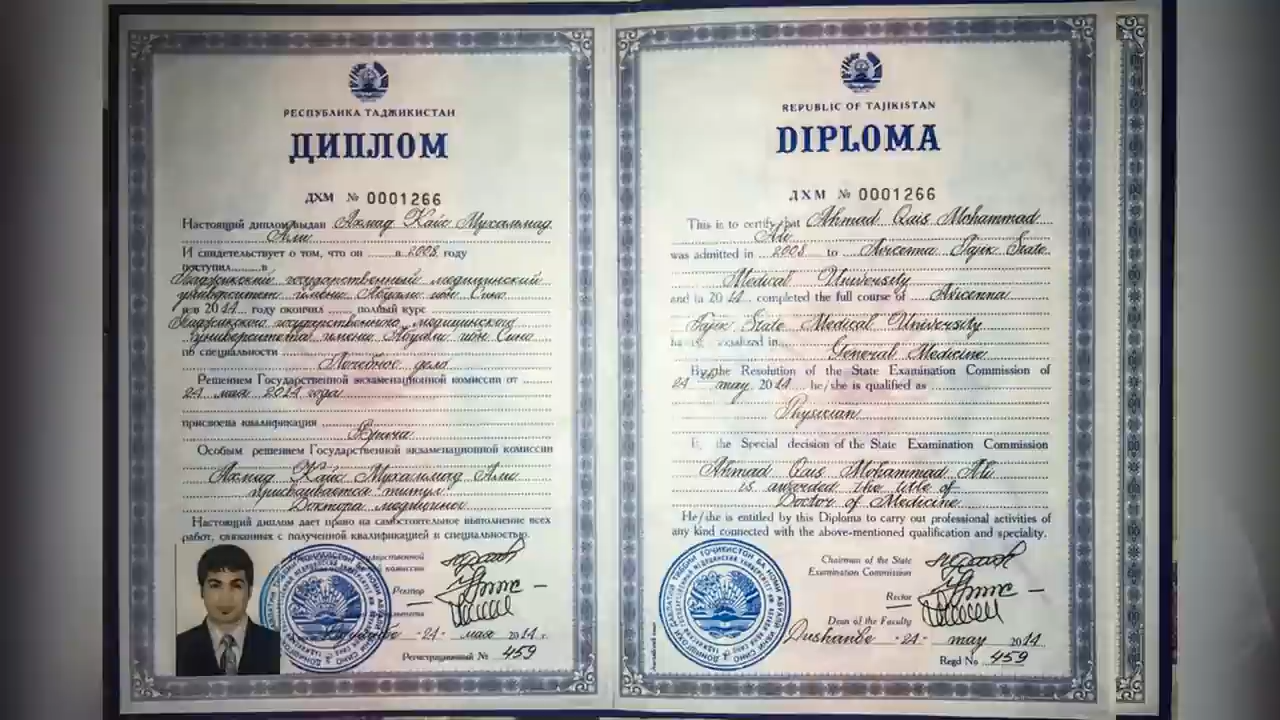 РЕСПУБЛИКА ТАДЖИКИСТАН
ДИПЛОМ
ДХМ № 0001266
Настоящий диплом выдан Ахмад Кайс Мухаммад
Али
И свидетельствует о том, что он в 2008 году
поступил в
Таджикский государственный медицинский
университет имени Абуали ибн Сино
и в 2014 году окончил полный курс
Таджикского государственного медицинского
университета имени Абуали ибн Сино
по специальности
Лечебное дело
Решением Государственной экзаменационной комиссии от
24 мая 2014 года
присвоена квалификация
Врача
Особым решением Государственной экзаменационной комиссии
Ахмад Кайс Мухаммад Али
присваивается титул
Доктора медицины
Настоящий диплом дает право на самостоятельное выполнение всех
работ, связанных с полученной квалификацией и специальностью.
комиссии
Ректор
24 мая 2014 г.
Регистрационный № 459
REPUBLIC OF TAJIKISTAN
DIPLOMA
ДХМ № 0001266
This is to certify that Ahmad Qais Mohammad
Ali
was admitted in 2008 to Avicenna Tajik State
Medical University
and in 2014 completed the full course of Avicenna
Tajik State Medical University
General Medicine
the Resolution of the State Examination Commission of
24 may 2014 he/she is qualified as
Physician
the Special decision of the State Examination Commission
Ahmad Qais Mohammad Ali
is awarded the title of
Doctor of Medicine
He/she is entitled by this Diploma to carry out professional activities of
any kind connected with the above-mentioned qualification and speciality.
Chairman of the State
Examination Commission
Rector
Dean of the Faculty
Dushanbe 24 may 2014
Regd No 459